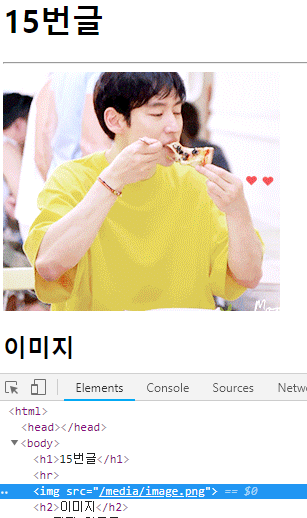 15번글
이미지
Elements Console Sources Netwo
<html>
<head></head>
<body>
<h1>15번글</h1>
<hr>
<img src="/media/image.png"> == $0
<h2>이미지</h2>